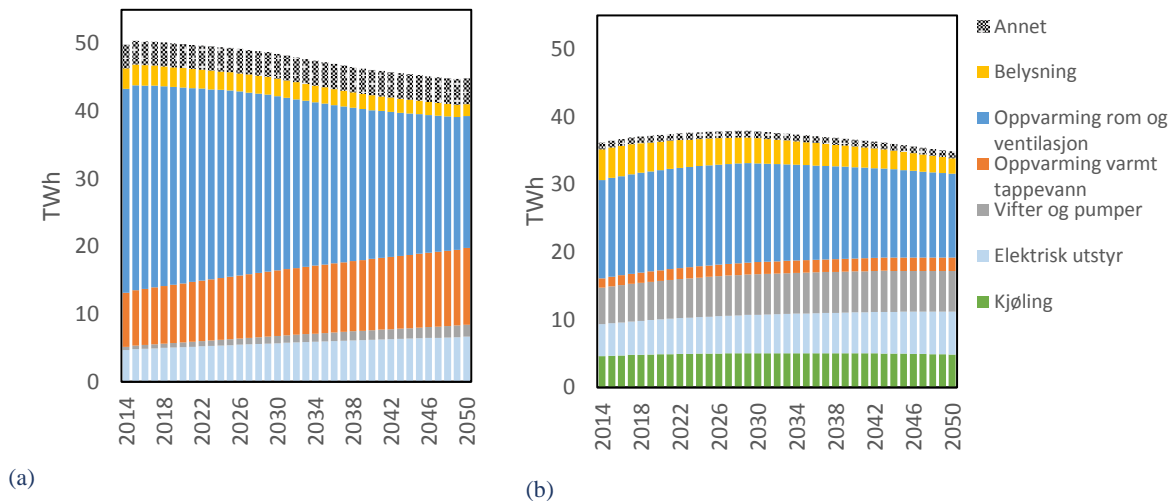 50
40
30
20
10
0
TWh
2014
2018
2022
2026
2030
2034
2038
2042
2046
2050
(a)
50
40
30
20
10
0
TWh
2014
2018
2022
2026
2030
2034
2038
2042
2046
2050
(b)
Annet
Belysning
Oppvarming rom og
ventilasjon
Oppvarming varmt
tappevann
Vifter og pumper
Elektrisk utstyr
Kjøling